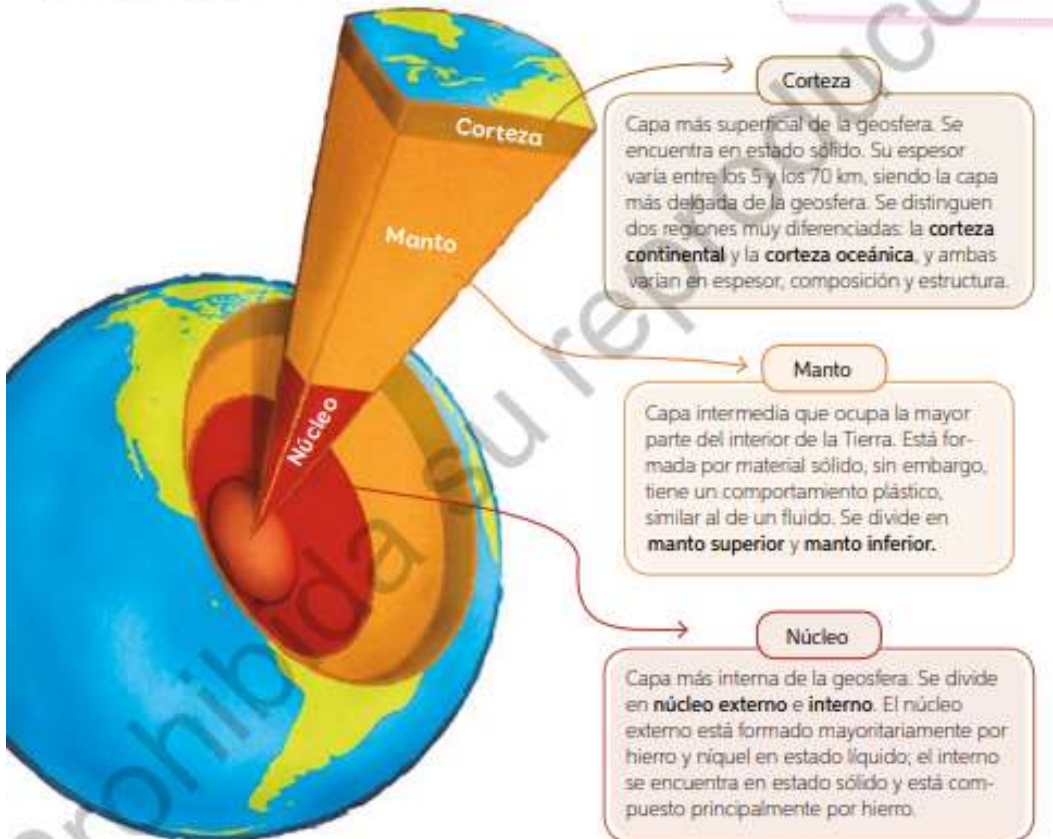 Corteza
Manto
Núcleo
Corteza
Capa más superficial de la geosfera. Se
encuentra en estado sólido. Su espesor
varía entre los 5 y los 70 km, siendo la capa
más delgada de la geosfera. Se distinguen
dos regiones muy diferenciadas: la corteza
continental y la corteza oceánica, y ambas
varían en espesor, composición y estructura.
Manto
Capa intermedia que ocupa la mayor
parte del interior de la Tierra. Está for-
mada por material sólido, sin embargo,
tiene un comportamiento plástico,
similar al de un fluido. Se divide en
manto superior y manto inferior.
Núcleo
Capa más interna de la geosfera. Se divide
en núcleo externo e interno. El núcleo
externo está formado mayoritariamente por
hierro y níquel en estado líquido; el interno
se encuentra en estado sólido y está com-
puesto principalmente por hierro.
Prohibida su reproducc